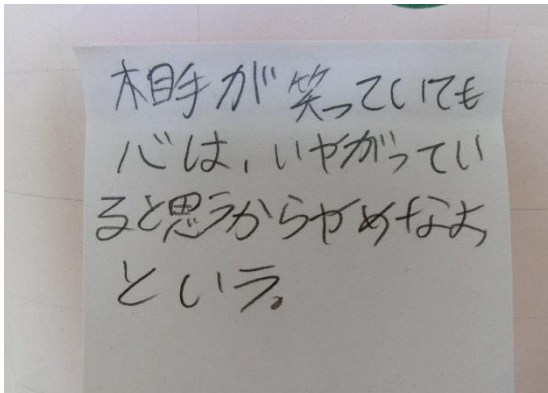 相手が笑っていても
心は、いやがってい
ると思うからやめなよ
という。